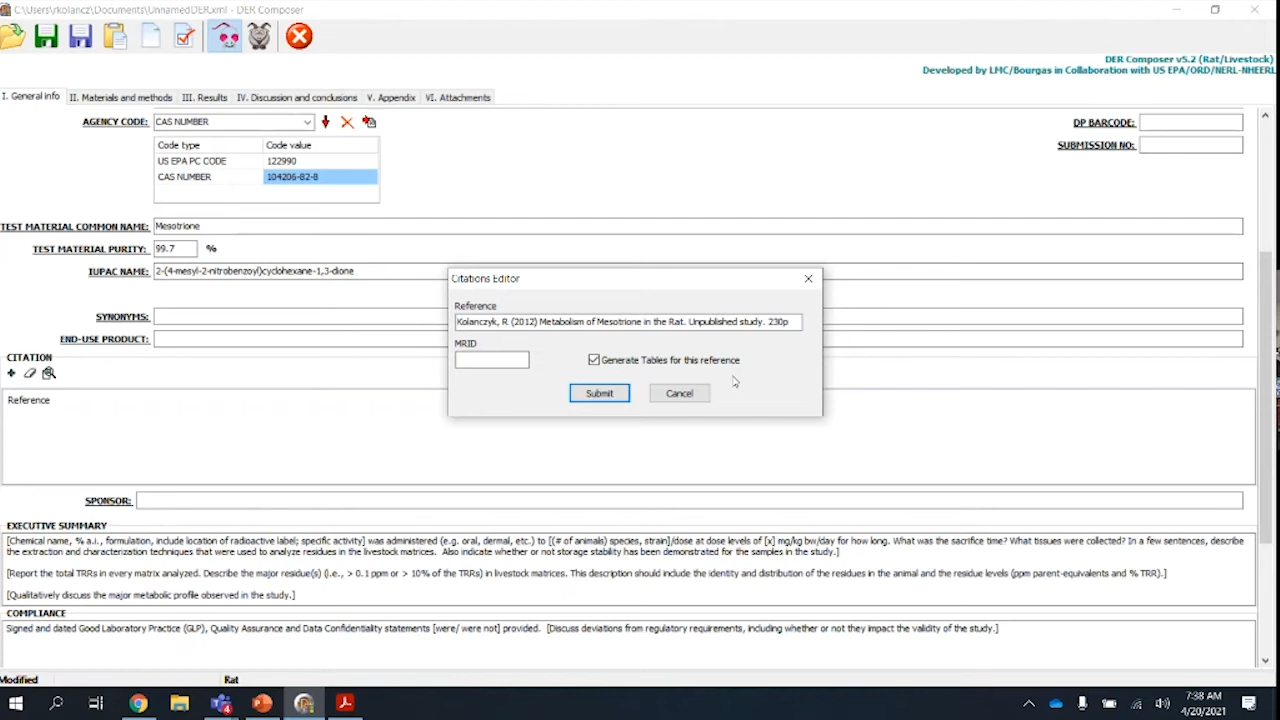 C:\Users\rkolancz\Documents\UnnamedDER.xml - DER Composer
DER Composer v5.2 (Rat/Livestock)
Developed by LMC/Bourgas in Collaboration with US EPA/ORD/NERL-NHEERL
I. General info II. Materials and methods III. Results IV. Discussion and conclusions V. Appendix VI. Attachments
AGENCY CODE: CAS NUMBER DP BARCODE:
Code type Code value SUBMISSION NO:
US EPA PC CODE 122990
CAS NUMBER 104206-82-8
TEST MATERIAL COMMON NAME: Mesotrione
TEST MATERIAL PURITY: 99.7 %
IUPAC NAME: 2-(4-mesyl-2-nitrobenzoyl)cyclohexane-1,3-dione
Citations Editor
Reference
SYNONYMS:
Kolanczyk, R (2012) Metabolism of Mesotrione in the Rat. Unpublished study. 230p
END-USE PRODUCT:
MRID
CITATION
Generate Tables for this reference
Submit Cancel
Reference
SPONSOR:
EXECUTIVE SUMMARY
[Chemical name, % a.i., formulation, include location of radioactive label; specific activity] was administered (e.g. oral, dermal, etc.) to [(# of animals) species, strain]/dose at dose levels of [x] mg/kg bw/day for how long. What was the sacrifice time? What tissues were collected? In a few sentences, describe
the extraction and characterization techniques that were used to analyze residues in the livestock matrices. Also indicate whether or not storage stability has been demonstrated for the samples in the study.]
[Report the total TRRs in every matrix analyzed. Describe the major residue(s) (i.e., > 0.1 ppm or > 10% of the TRRs) in livestock matrices. This description should include the identity and distribution of the residues in the animal and the residue levels (ppm parent-equivalents and % TRR).]
[Qualitatively discuss the major metabolic profile observed in the study.]
COMPLIANCE
Signed and dated Good Laboratory Practice (GLP), Quality Assurance and Data Confidentiality statements [were/ were not] provided. [Discuss deviations from regulatory requirements, including whether or not they impact the validity of the study.]
Modified Rat
7:38 AM
4/20/2021